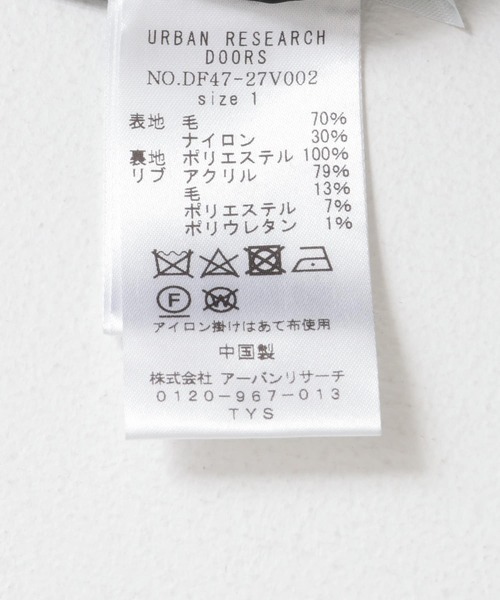 URBAN RESEARCH
DOORS
NO.DF47-27V002
size 1
表地 毛 70%
ナイロン 30%
裏地 ポリエステル 100%
リブ アクリル 79%
毛 13%
ポリエステル 7%
ポリウレタン 1%
F W
アイロン掛けはあて布使用
中国製
株式会社 アーバンリサーチ
0120-967-013
TYS